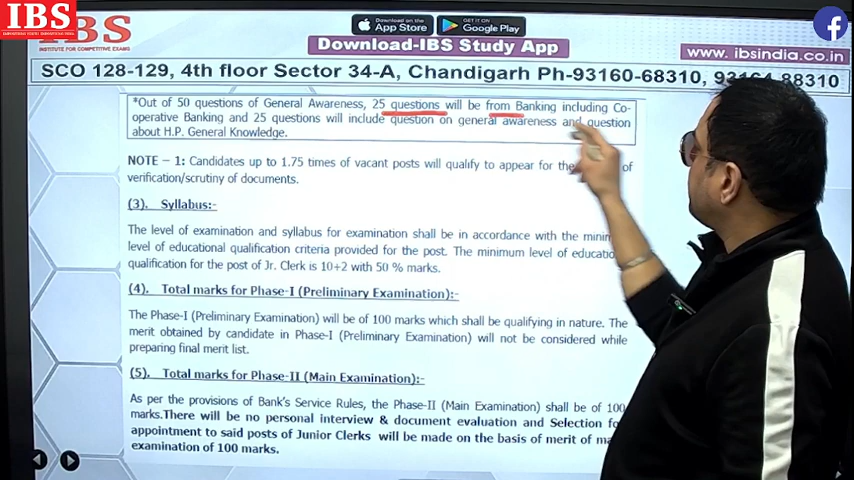 IBS
INSTITUTE FOR COMPETITIVE EXAMS
IBS
INSTITUTE FOR COMPETITIVE EXAMS
Download on the
App Store
GET IT ON
Google Play
Download-IBS Study App
www. ibsindia.co.in
SCO 128-129, 4th floor Sector 34-A, Chandigarh Ph-93160-68310, 93164-88310
*Out of 50 questions of General Awareness, 25 questions will be from Banking including Co-
operative Banking and 25 questions will include question on general awareness and question
about H.P. General Knowledge.
NOTE – 1: Candidates up to 1.75 times of vacant posts will qualify to appear for the of
verification/scrutiny of documents.
(3). Syllabus:-
The level of examination and syllabus for examination shall be in accordance with the
level of educational qualification criteria provided for the post. The minimum level of
qualification for the post of Jr. Clerk is 10+2 with 50 % marks.
(4). Total marks for Phase-I (Preliminary Examination):-
The Phase-I (Preliminary Examination) will be of 100 marks which shall be qualifying in nature. The
merit obtained by candidate in Phase-I (Preliminary Examination) will not be considered while
preparing final merit list.
(5). Total marks for Phase-II (Main Examination):-
As per the provisions of Bank's Service Rules, the Phase-II (Main Examination) shall be of 100
marks.There will be no personal interview & document evaluation and Selection
appointment to said posts of Junior Clerks will be made on the basis of merit of
examination of 100 marks.